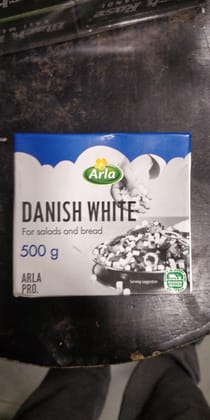 Arla
DANISH WHITE
For salads and bread
500 g
ARLA
PRO.
Serving suggestion